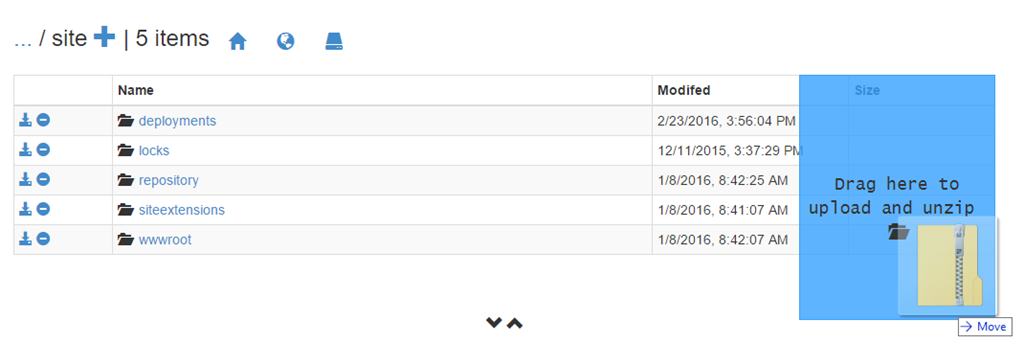 ... / site + | 5 items
Name Modifed Size
deployments 2/23/2016, 3:56:04 PM
locks 12/11/2015, 3:37:29 PM
repository 1/8/2016, 8:42:25 AM
siteextensions 1/8/2016, 8:41:07 AM
wwwroot 1/8/2016, 8:42:07 AM
Drag here to
upload and unzip
Move